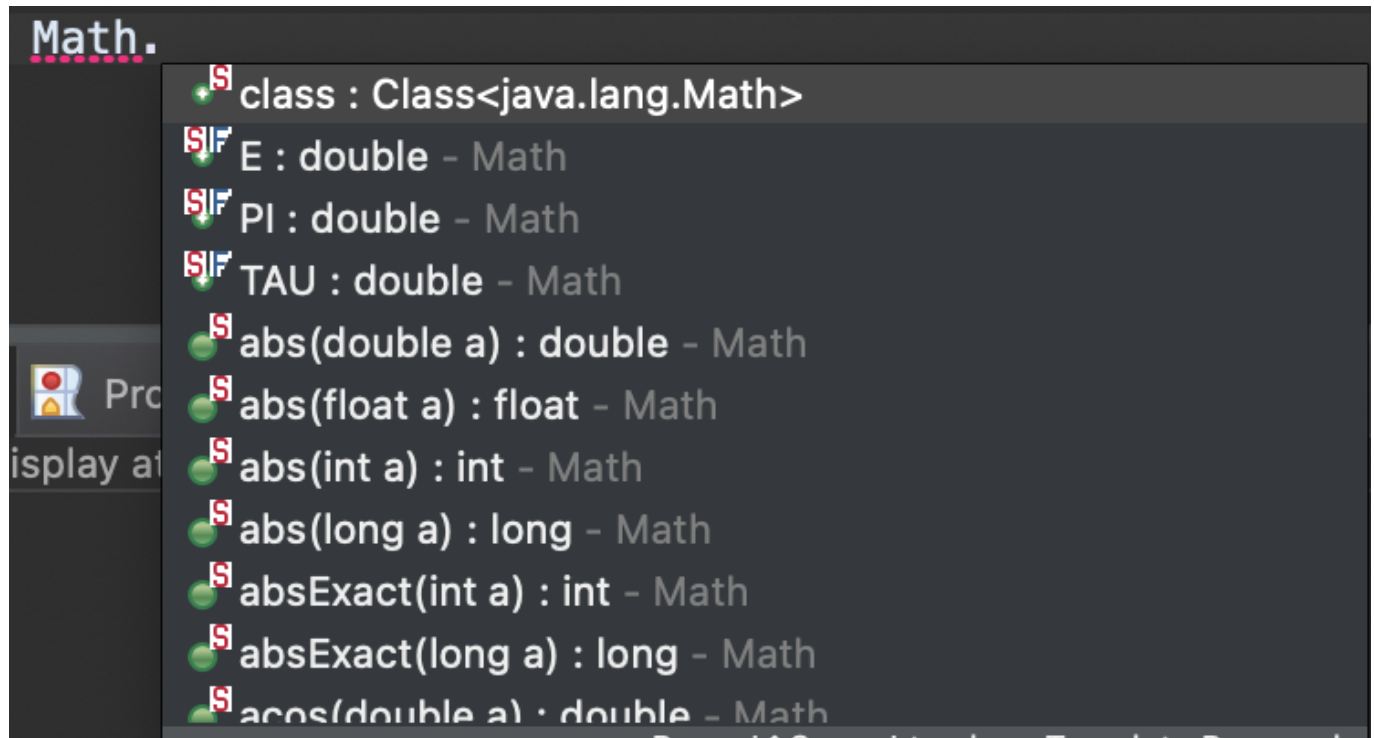 Math.
class : Class<java.lang.Math>
E : double - Math
PI : double - Math
TAU : double - Math
abs(double a) : double - Math
abs(float a) : float - Math
abs(int a) : int - Math
abs(long a) : long - Math
absExact(int a) : int - Math
absExact(long a) : long - Math
acos(double a) : double - Math
Pro
isplay at